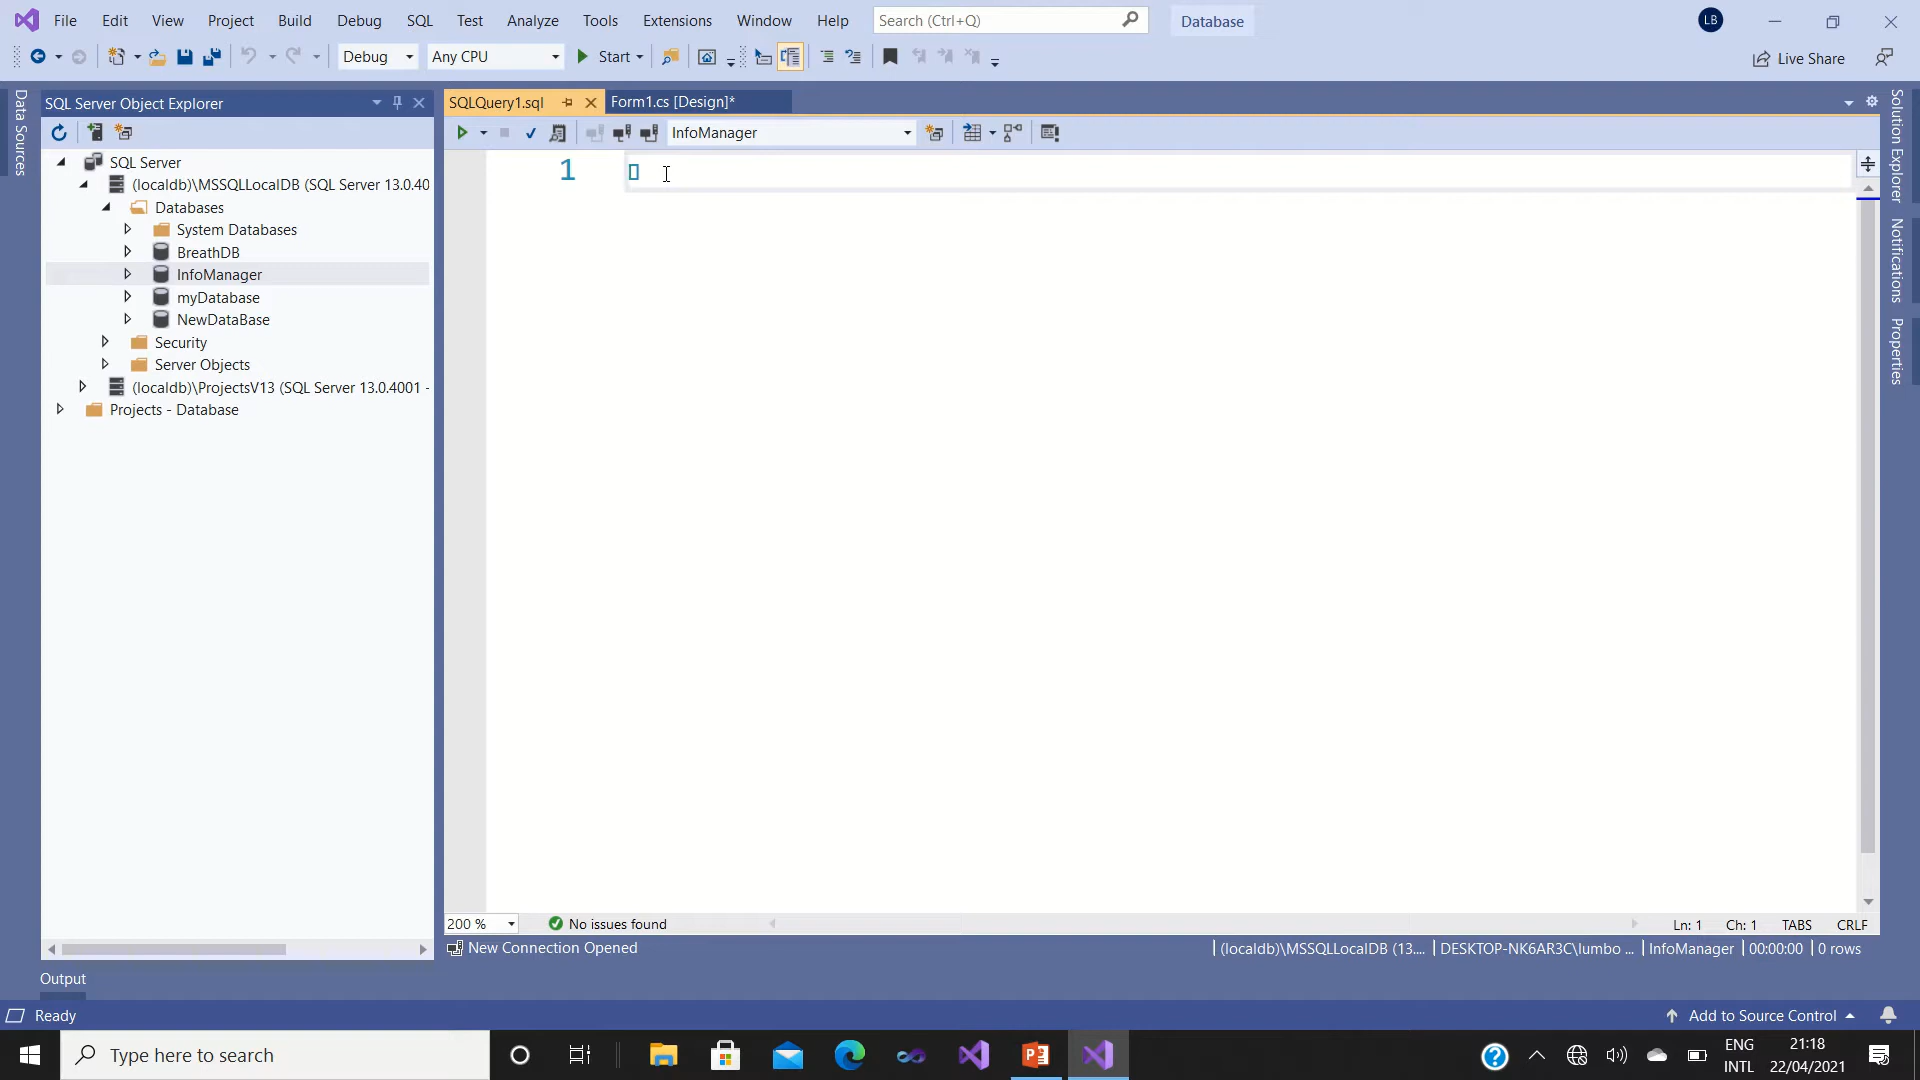 File Edit View Project Build Debug SQL Test Analyze Tools Extensions Window Help Search (Ctrl+Q) Database LB
Debug Any CPU Start Live Share
Data Sources
SQL Server Object Explorer
SQL Server
(localdb)\MSSQLLocalDB (SQL Server 13.0.40
Databases
System Databases
BreathDB
InfoManager
myDatabase
NewDataBase
Security
Server Objects
(localdb)\ProjectsV13 (SQL Server 13.0.4001 -
Projects - Database
SQLQuery1.sql Form1.cs [Design]*
InfoManager
1
Solution Explorer
Notifications
Properties
200 % No issues found Ln: 1 Ch: 1 TABS CRLF
New Connection Opened (localdb)\MSSQLLocalDB (13.... DESKTOP-NK6AR3C\lumbo ... InfoManager 00:00:00 0 rows
Output
Ready Add to Source Control
Type here to search
ENG
INTL
21:18
22/04/2021